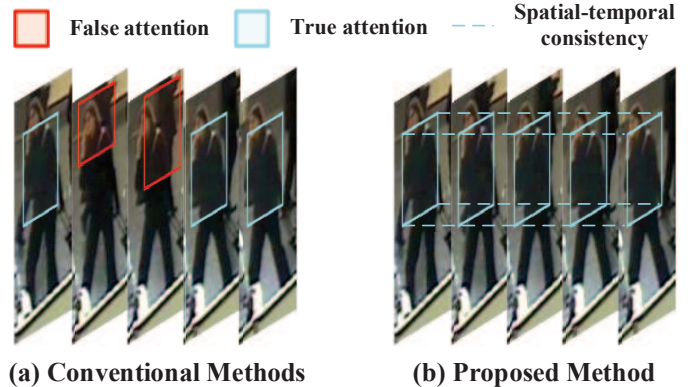 False attention
True attention
Spatial-temporal
consistency
(a) Conventional Methods
(b) Proposed Method